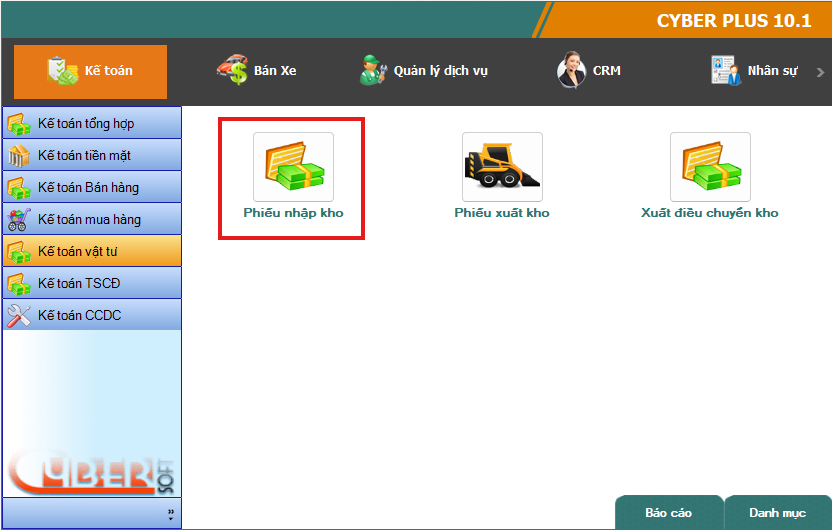 CYBER PLUS 10.1
Kế toán
Bán Xe
Quản lý dịch vụ
CRM
Nhân sự
Kế toán tổng hợp
Kế toán tiền mặt
Kế toán Bán hàng
Kế toán mua hàng
Kế toán vật tư
Kế toán TSCĐ
Kế toán CCDC
Phiếu nhập kho
Phiếu xuất kho
Xuất điều chuyển kho
CYBER SOFT
Báo cáo
Danh mục